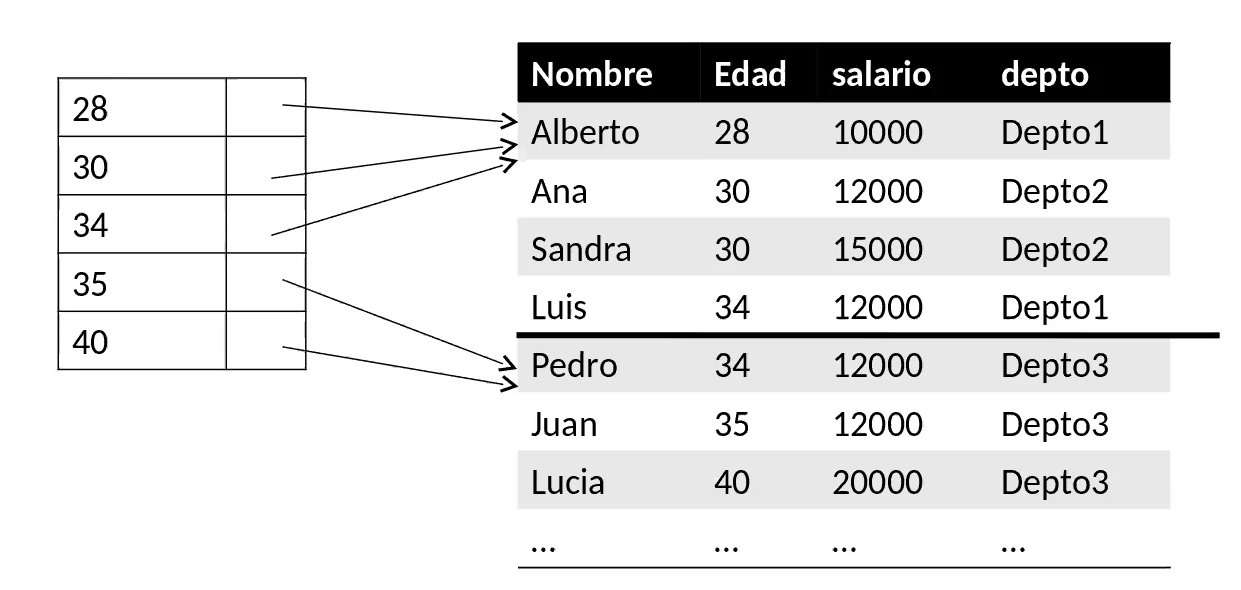 28
30
34
35
40
Nombre Edad salario depto
Alberto 28 10000 Depto1
Ana 30 12000 Depto2
Sandra 30 15000 Depto2
Luis 34 12000 Depto1
Pedro 34 12000 Depto3
Juan 35 12000 Depto3
Lucia 40 20000 Depto3
... ... ... ...